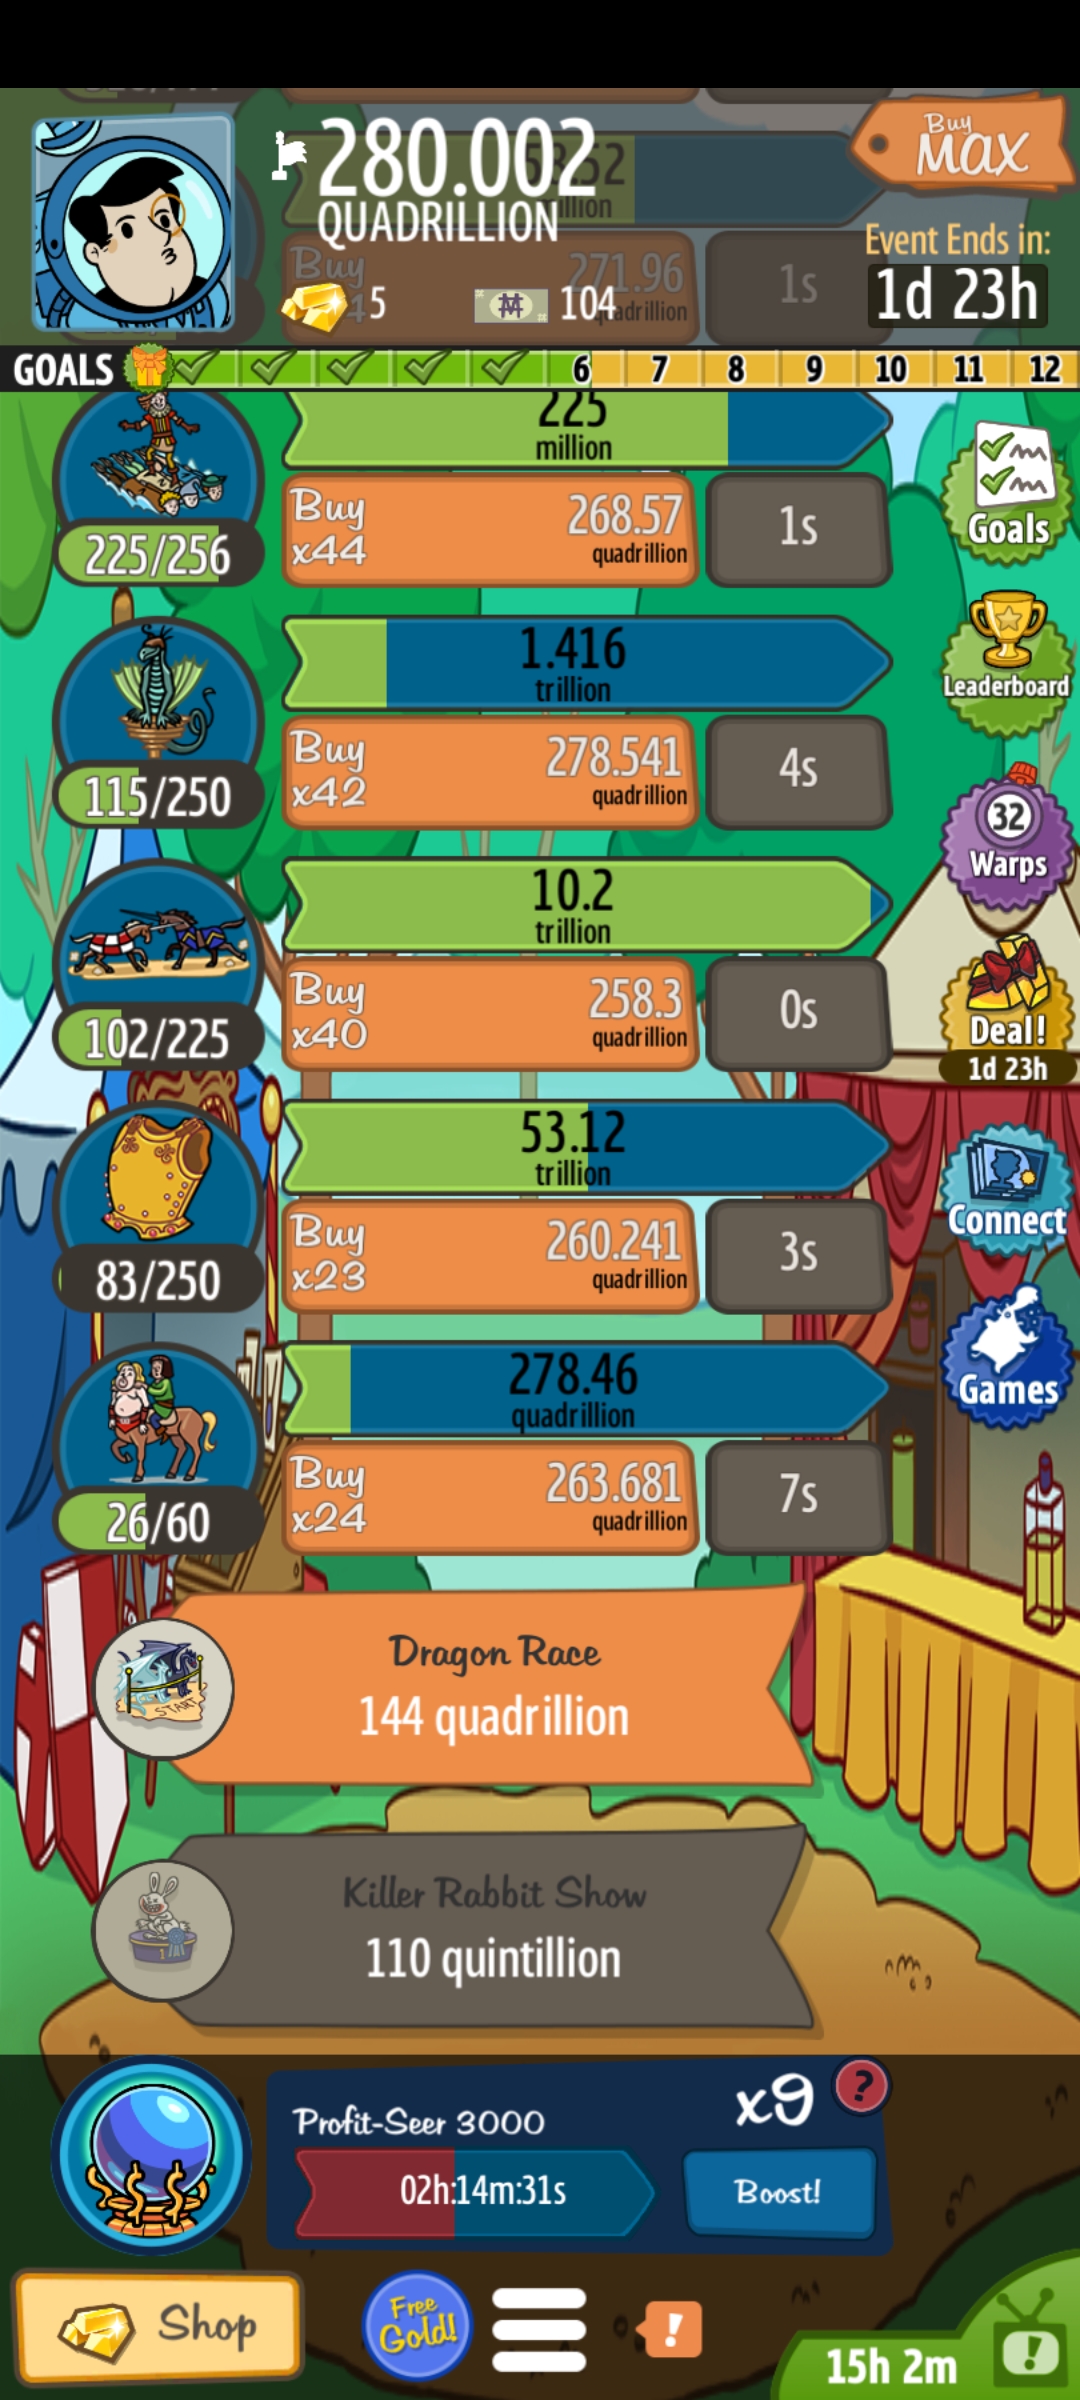 280.002
QUADRILLION
Buy
MAX
5
104
Event Ends in:
1d 23h
53.52
Buy
271.96
quadrillion
1s
GOALS 6 7 8 9 10 11 12
225
million
225/256
Buy
x44
268.57
quadrillion
1s
Goals
1.416
trillion
115/250
Buy
x42
278.541
quadrillion
4s
Leaderboard
32
Warps
10.2
trillion
102/225
Buy
x40
258.3
quadrillion
0s
Deal!
1d 23h
53.12
trillion
83/250
Buy
x23
260.241
quadrillion
3s
Connect
278.46
quadrillion
26/60
Buy
x24
263.681
quadrillion
7s
Games
START
Dragon Race
144 quadrillion
1
Killer Rabbit Show
110 quintillion
Profit-Seer 3000
x9
?
02h:14m:31s
Boost!
Shop
Free
Gold!
!
15h 2m
!